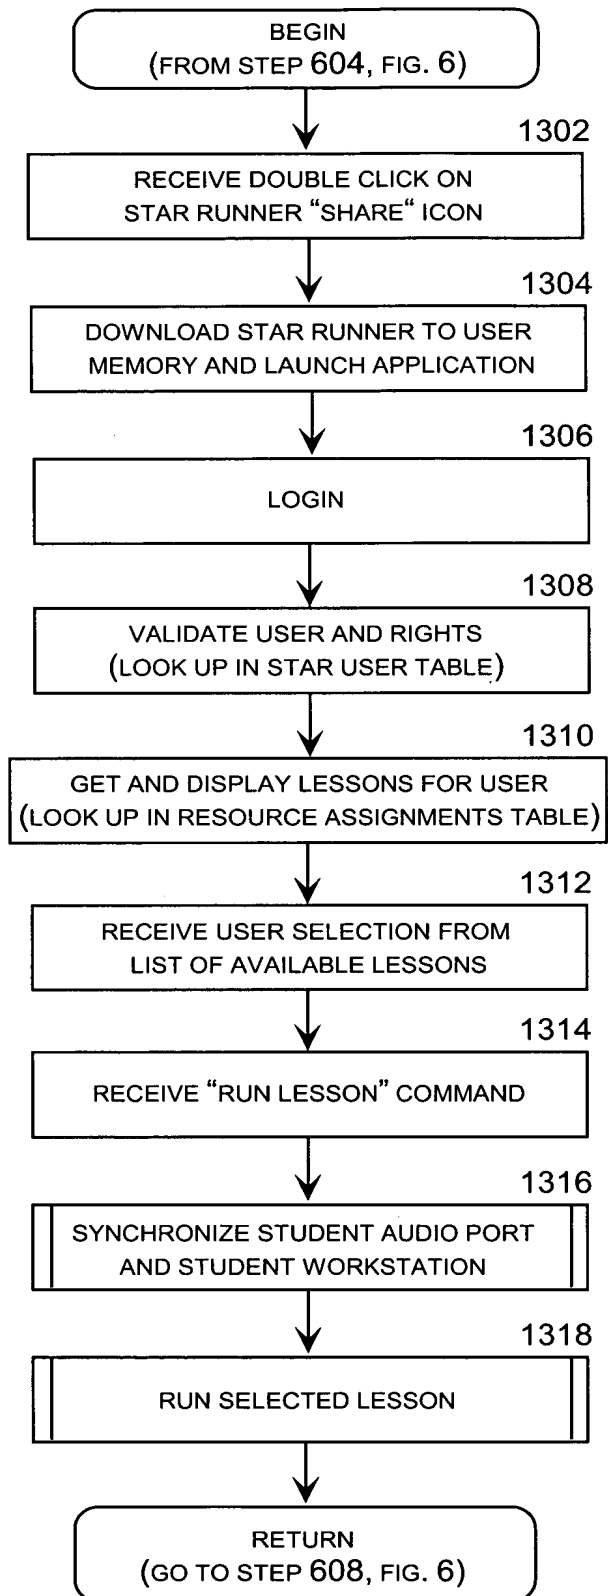 BEGIN
(FROM STEP 604, FIG. 6)
1302
RECEIVE DOUBLE CLICK ON
STAR RUNNER “SHARE“ ICON
1304
DOWNLOAD STAR RUNNER TO USER
MEMORY AND LAUNCH APPLICATION
1306
LOGIN
1308
VALIDATE USER AND RIGHTS
(LOOK UP IN STAR USER TABLE)
1310
GET AND DISPLAY LESSONS FOR USER
(LOOK UP IN RESOURCE ASSIGNMENTS TABLE)
1312
RECEIVE USER SELECTION FROM
LIST OF AVAILABLE LESSONS
1314
RECEIVE “RUN LESSON” COMMAND
1316
SYNCHRONIZE STUDENT AUDIO PORT
AND STUDENT WORKSTATION
1318
RUN SELECTED LESSON
RETURN
(GO TO STEP 608, FIG. 6)